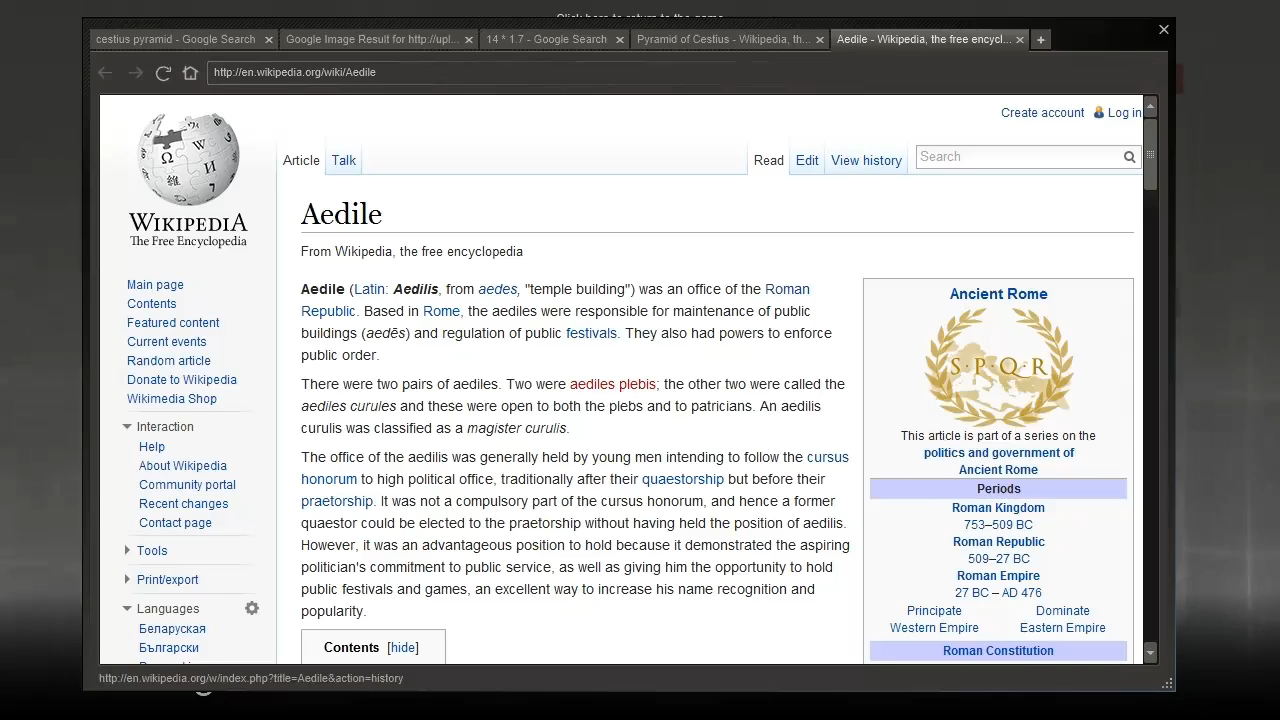 Click here to return to the game
cestius pyramid - Google Search
Google Image Result for http://upl...
14 * 1.7 - Google Search
Pyramid of Cestius - Wikipedia, th...
Aedile - Wikipedia, the free encycl...
http://en.wikipedia.org/wiki/Aedile
Create account
Log in
Article
Talk
Read
Edit
View history
Search
WIKIPEDIA
The Free Encyclopedia
Main page
Contents
Featured content
Current events
Random article
Donate to Wikipedia
Wikimedia Shop
Interaction
Help
About Wikipedia
Community portal
Recent changes
Contact page
Tools
Print/export
Languages
Беларуская
Български
Aedile
From Wikipedia, the free encyclopedia
Aedile (Latin: Aedilis, from aedes, "temple building") was an office of the Roman
Republic. Based in Rome, the aediles were responsible for maintenance of public
buildings (aedēs) and regulation of public festivals. They also had powers to enforce
public order.
There were two pairs of aediles. Two were aediles plebis; the other two were called the
aediles curules and these were open to both the plebs and to patricians. An aedilis
curulis was classified as a magister curulis.
The office of the aedilis was generally held by young men intending to follow the cursus
honorum to high political office, traditionally after their quaestorship but before their
praetorship. It was not a compulsory part of the cursus honorum, and hence a former
quaestor could be elected to the praetorship without having held the position of aedilis.
However, it was an advantageous position to hold because it demonstrated the aspiring
politician's commitment to public service, as well as giving him the opportunity to hold
public festivals and games, an excellent way to increase his name recognition and
popularity.
Contents [hide]
Ancient Rome
S·P·Q·R
This article is part of a series on the
politics and government of
Ancient Rome
Periods
Roman Kingdom
753–509 BC
Roman Republic
509–27 BC
Roman Empire
27 BC – AD 476
Principate
Dominate
Western Empire
Eastern Empire
Roman Constitution
http://en.wikipedia.org/w/index.php?title=Aedile&action=history